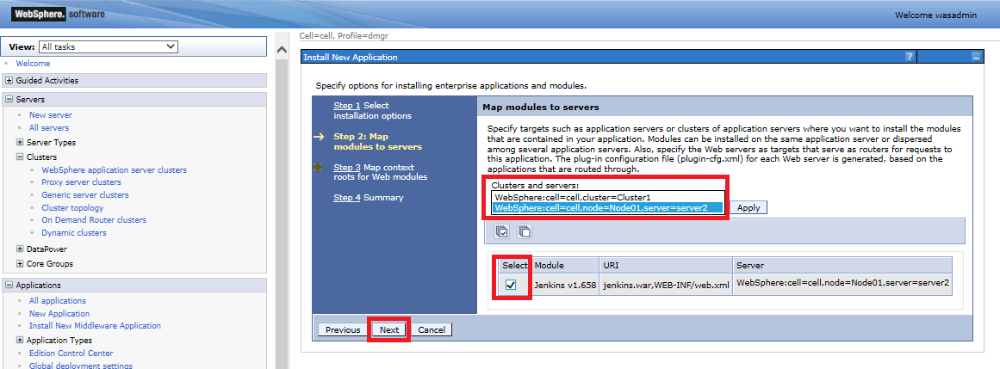 WebSphere. software
Welcome wasadmin
View: All tasks
Welcome
Guided Activities
Servers
New server
All servers
Server Types
Clusters
WebSphere application server clusters
Proxy server clusters
Generic server clusters
Cluster topology
On Demand Router clusters
Dynamic clusters
DataPower
Core Groups
Applications
All applications
New Application
Install New Middleware Application
Application Types
Edition Control Center
Global deployment settings
Cell=cell, Profile=dmgr
Install New Application
?
Specify options for installing enterprise applications and modules.
Step 1 Select
installation options
Step 2: Map
modules to servers
Step 3 Map context
roots for Web modules
Step 4 Summary
Map modules to servers
Specify targets such as application servers or clusters of application servers where you want to install the modules
that are contained in your application. Modules can be installed on the same application server or dispersed
among several application servers. Also, specify the Web servers as targets that serve as routers for requests to
this application. The plug-in configuration file (plugin-cfg.xml) for each Web server is generated, based on the
applications that are routed through.
Clusters and servers:
WebSphere:cell=cell,cluster=Cluster1
WebSphere:cell=cell,node=Node01,server=server2
Apply
Select Module URI Server
Jenkins v1.658 jenkins.war,WEB-INF/web.xml WebSphere:cell=cell,node=Node01,server=server2
Previous Next Cancel